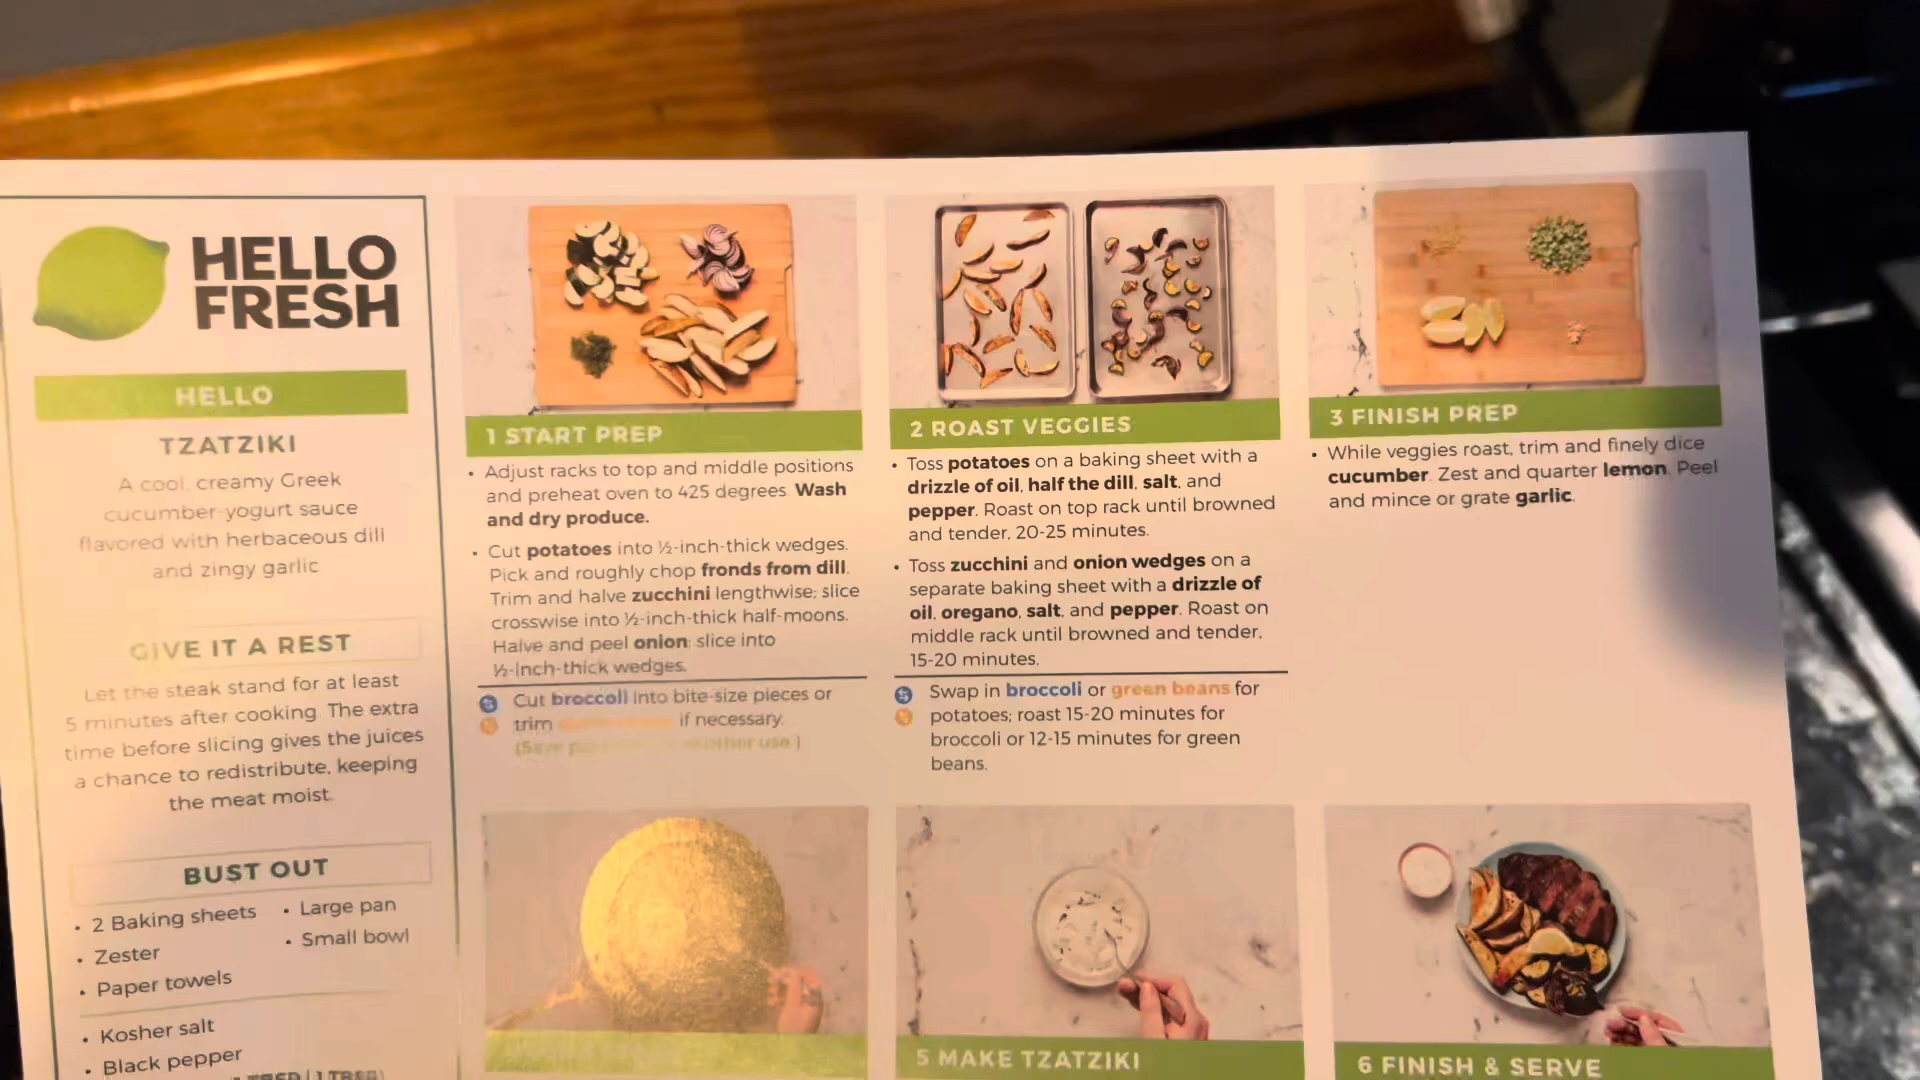 HELLO
FRESH
HELLO
TZATZIKI
A cool, creamy Greek
cucumber-yogurt sauce
flavored with herbaceous dill
and zingy garlic
GIVE IT A REST
Let the steak stand for at least
5 minutes after cooking. The extra
time before slicing gives the juices
a chance to redistribute, keeping
the meat moist.
BUST OUT
• 2 Baking sheets
• Zester
• Paper towels
• Large pan
• Small bowl
• Kosher salt
• Black pepper
1 START PREP
• Adjust racks to top and middle positions
and preheat oven to 425 degrees. Wash
and dry produce.
• Cut potatoes into ½-inch-thick wedges.
Pick and roughly chop fronds from dill.
Trim and halve zucchini lengthwise; slice
crosswise into ½-inch-thick half-moons.
Halve and peel onion; slice into
½-inch-thick wedges.
Cut broccoli into bite-size pieces or
trim if necessary.
(Save other use.)
2 ROAST VEGGIES
• Toss potatoes on a baking sheet with a
drizzle of oil, half the dill, salt, and
pepper. Roast on top rack until browned
and tender, 20-25 minutes.
• Toss zucchini and onion wedges on a
separate baking sheet with a drizzle of
oil, oregano, salt, and pepper. Roast on
middle rack until browned and tender,
15-20 minutes.
Swap in broccoli or green beans for
potatoes; roast 15-20 minutes for
broccoli or 12-15 minutes for green
beans.
3 FINISH PREP
• While veggies roast, trim and finely dice
cucumber. Zest and quarter lemon. Peel
and mince or grate garlic.
5 MAKE TZATZIKI
6 FINISH & SERVE